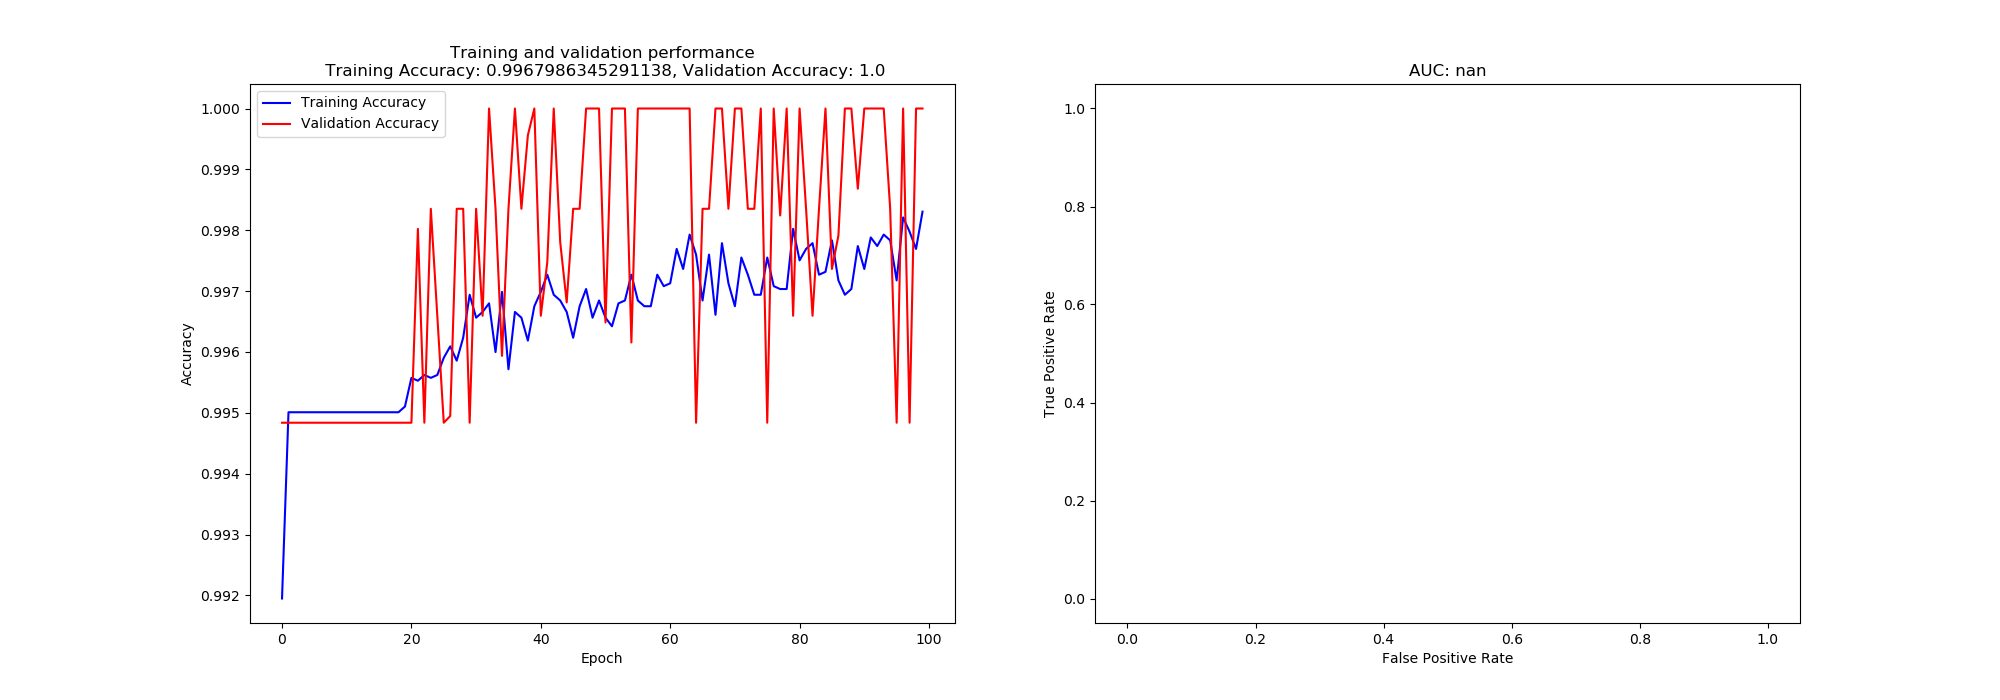 Training and validation performance
Training Accuracy: 0.9967986345291138, Validation Accuracy: 1.0
Training Accuracy
Validation Accuracy
1.000
0.999
0.998
0.997
0.996
0.995
0.994
0.993
0.992
Accuracy
0 20 40 60 80 100
Epoch
AUC: nan
1.0
0.8
0.6
0.4
0.2
0.0
True Positive Rate
0.0 0.2 0.4 0.6 0.8 1.0
False Positive Rate